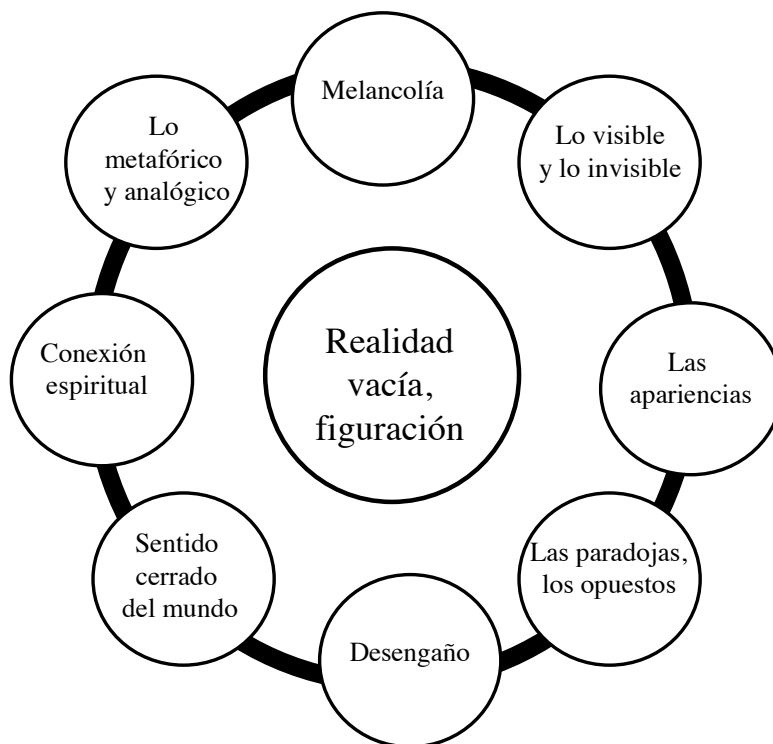 Melancolía
Lo visible
y lo invisible
Las
apariencias
Las paradojas,
los opuestos
Desengaño
Sentido
cerrado
del mundo
Conexión
espiritual
Lo
metafórico
y analógico
Realidad
vacía,
figuración